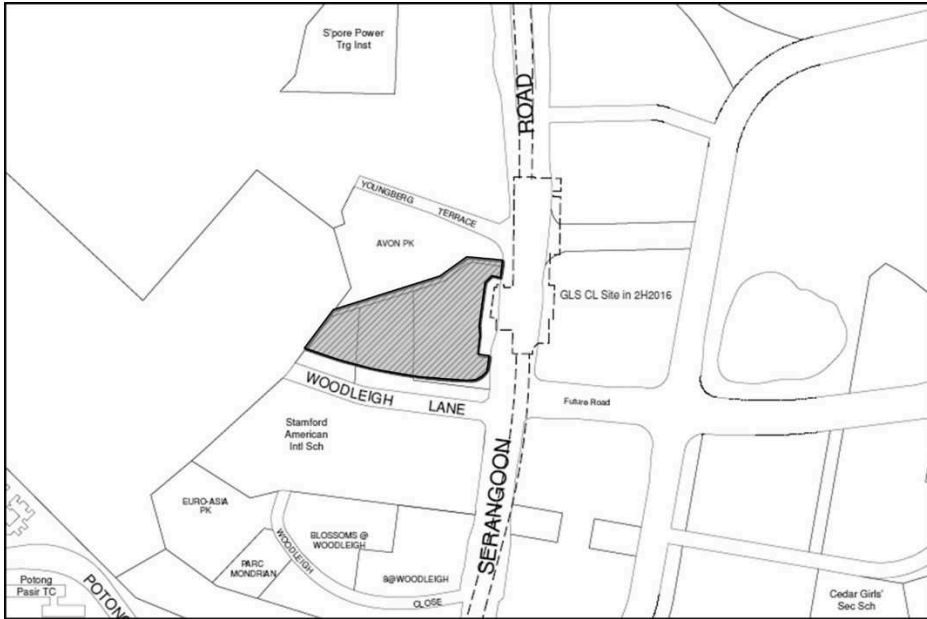 S'pore Power
Trg Inst
ROAD
YOUNGBERG TERRACE
AVON PK
GLS CL Site in 2H2016
WOODLEIGH LANE
Future Road
Stamford
American
Intl Sch
SERANGOON
EURO-ASIA
PK
WOODLEIGH CLOSE
BLOSSOMS @
WOODLEIGH
PARC
MONDRIAN
8@WOODLEIGH
Potong
Pasir TC
POTONG
Cedar Girls'
Sec Sch